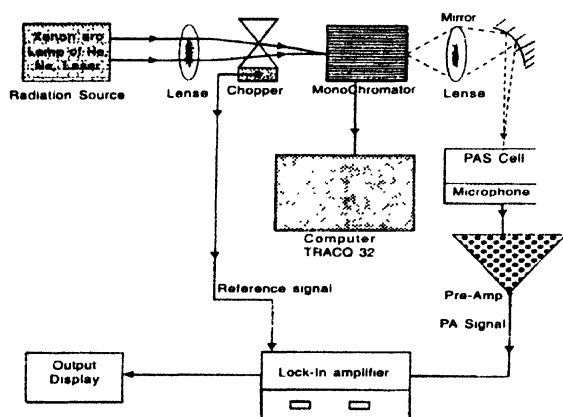 Xenon arc
Lamp of He
Ne Laser
Radiation Source
Lense
Chopper
MonoChromator
Mirror
Lense
PAS Cell
Microphone
Computer
TRACQ 32
Reference signal
Pre-Amp
PA Signal
Output
Display
Lock-In amplifier